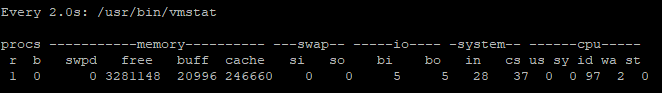 Every 2.0s: /usr/bin/vmstat
procs -----------memory---------- ---swap-- -----io---- -system-- ------cpu-----
 r  b   swpd   free   buff  cache   si   so    bi    bo   in   cs us sy id wa st
 1  0      0 3281148  20996 246660    0    0     5     5   28   37  0  0 97  2  0